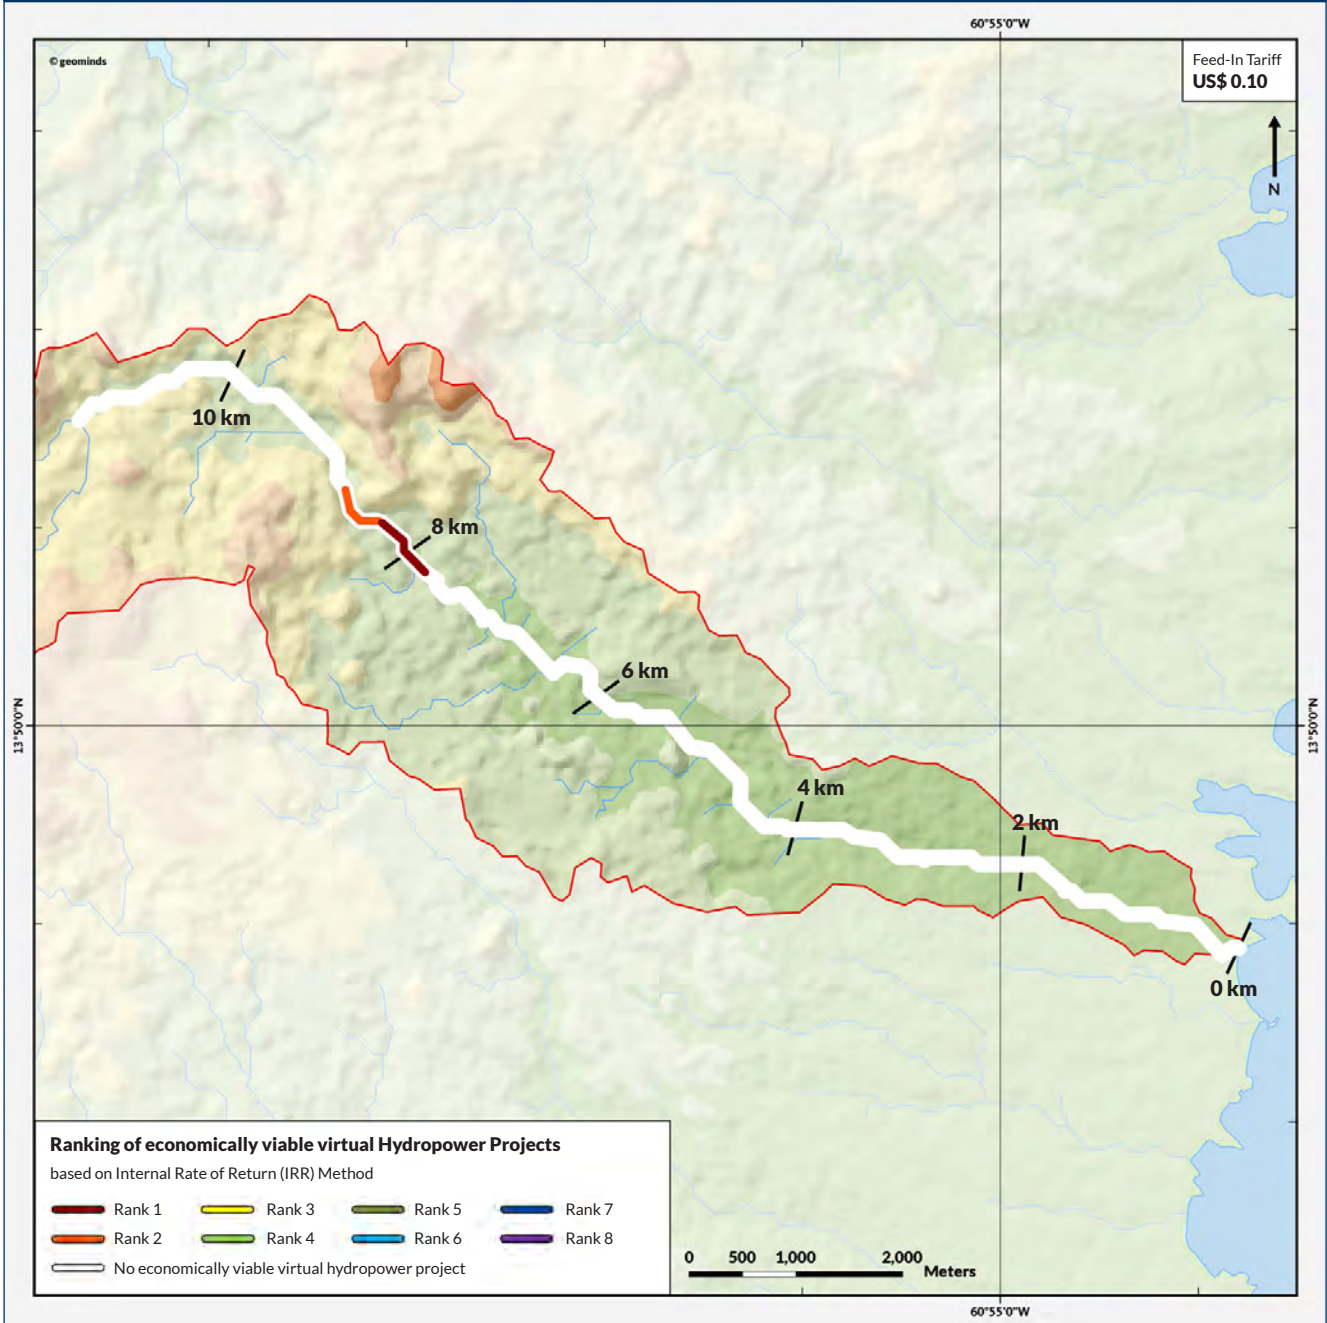 60°55'0"W
© geominds
Feed-In Tariff
US$ 0.10
N
10 km
8 km
6 km
13°50'0"N
13°50'0"N
4 km
2 km
0 km
Ranking of economically viable virtual Hydropower Projects
based on Internal Rate of Return (IRR) Method
Rank 1 Rank 3 Rank 5 Rank 7
Rank 2 Rank 4 Rank 6 Rank 8
No economically viable virtual hydropower project
0 500 1,000 2,000
Meters
60°55'0"W